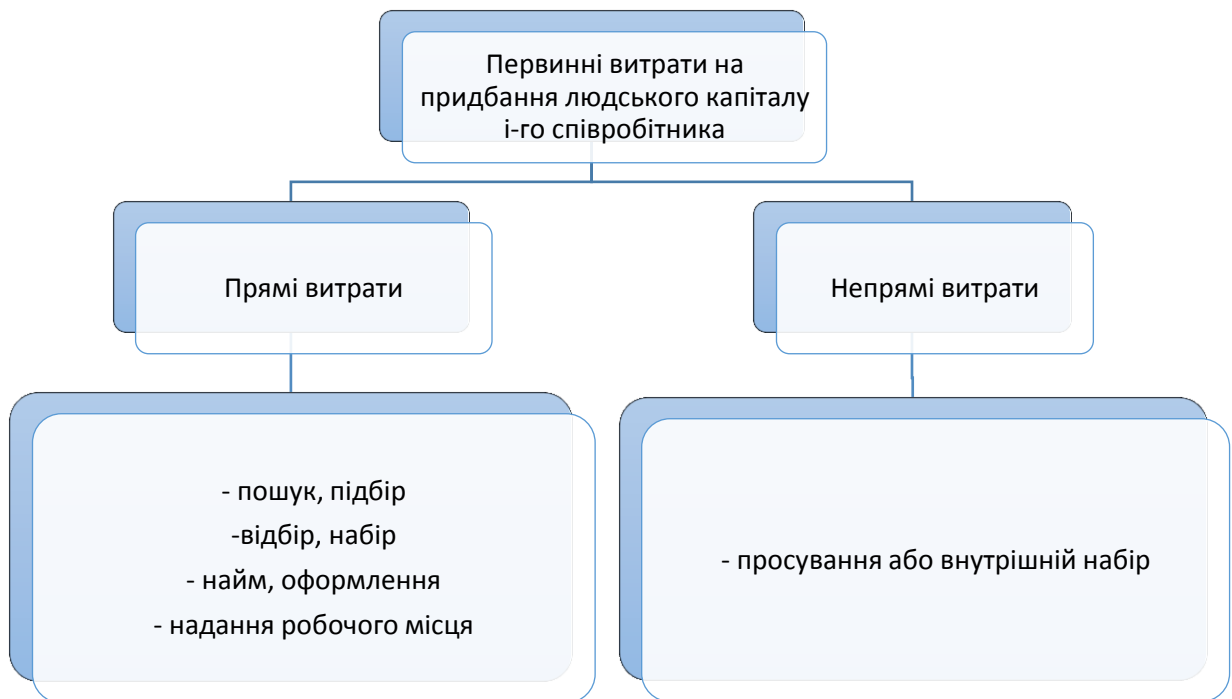 Первинні витрати на
придбання людського капіталу
і-го співробітника
Прямі витрати
Непрямі витрати
- пошук, підбір
-відбір, набір
- найм, оформлення
- надання робочого місця
- просування або внутрішній набір